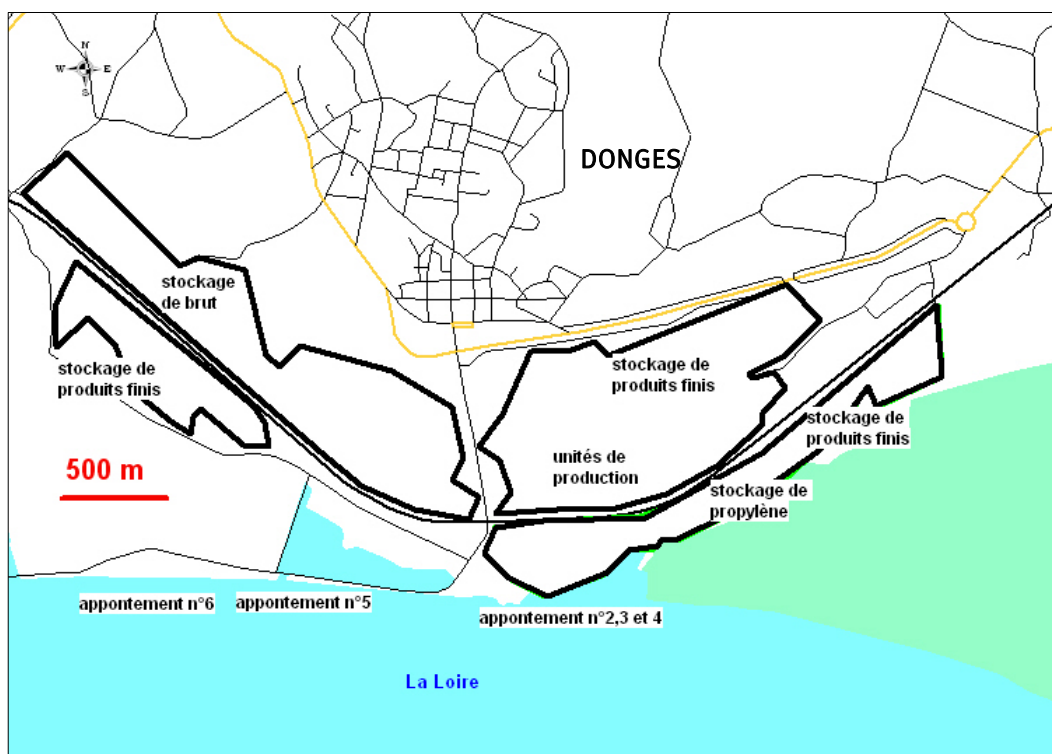 N
W E
S
DONGES
stockage
de brut
stockage de
produits finis
stockage de
produits finis
stockage de
produits finis
unités de
production
500 m
stockage de
propylène
appontement n°6
appontement n°5
appontement n°2,3 et 4
La Loire